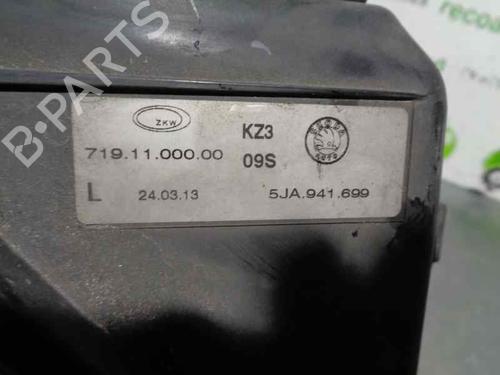 ZKW
KZ3
719.11.000.00
09S
L
24.03.13
5JA.941.699
B-PARTS